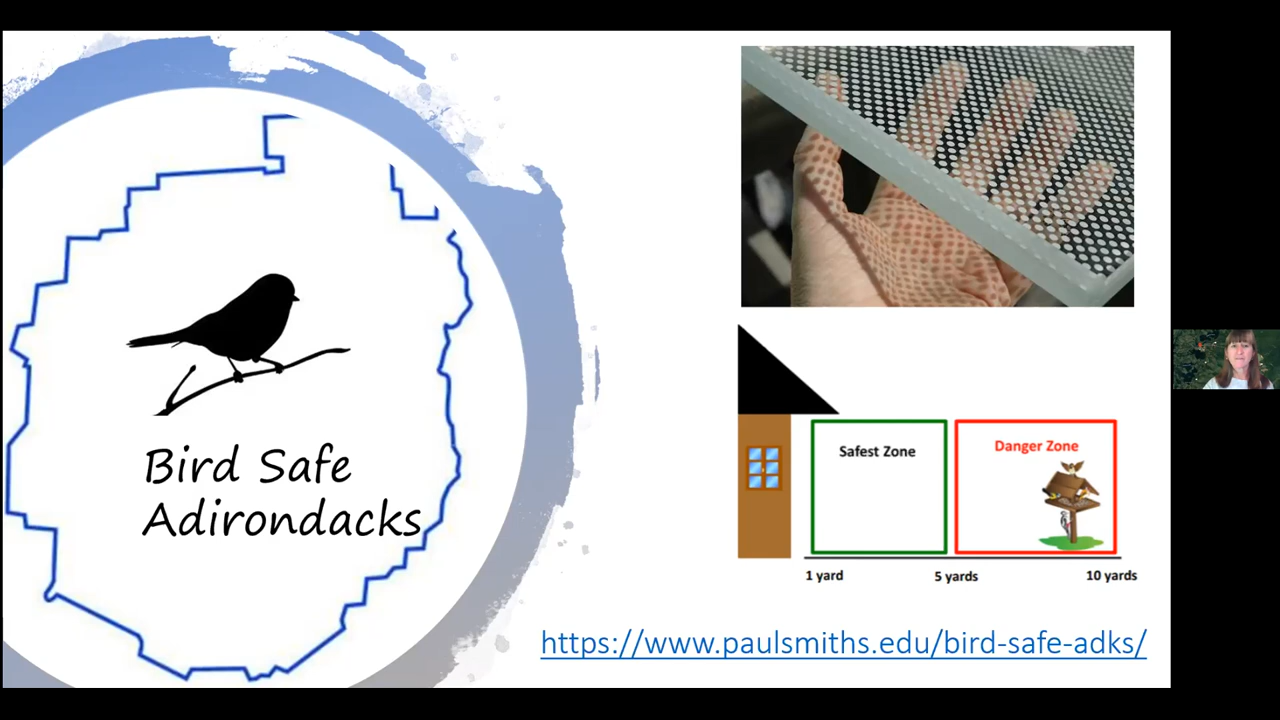 Bird Safe
Adirondacks
Safest Zone
Danger Zone
1 yard
5 yards
10 yards
https://www.paulsmiths.edu/bird-safe-adks/